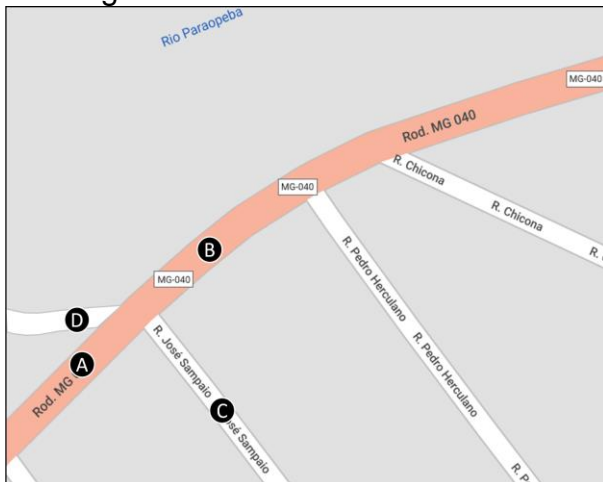 Rio Paraopeba
MG-040
Rod. MG 040
R. Chicona
R. Chicona
MG-040
R. Pedro Herculano
R. Pedro Herculano
B
MG-040
D
R. José Sampaio
Rod. MG
A
C
José Sampaio